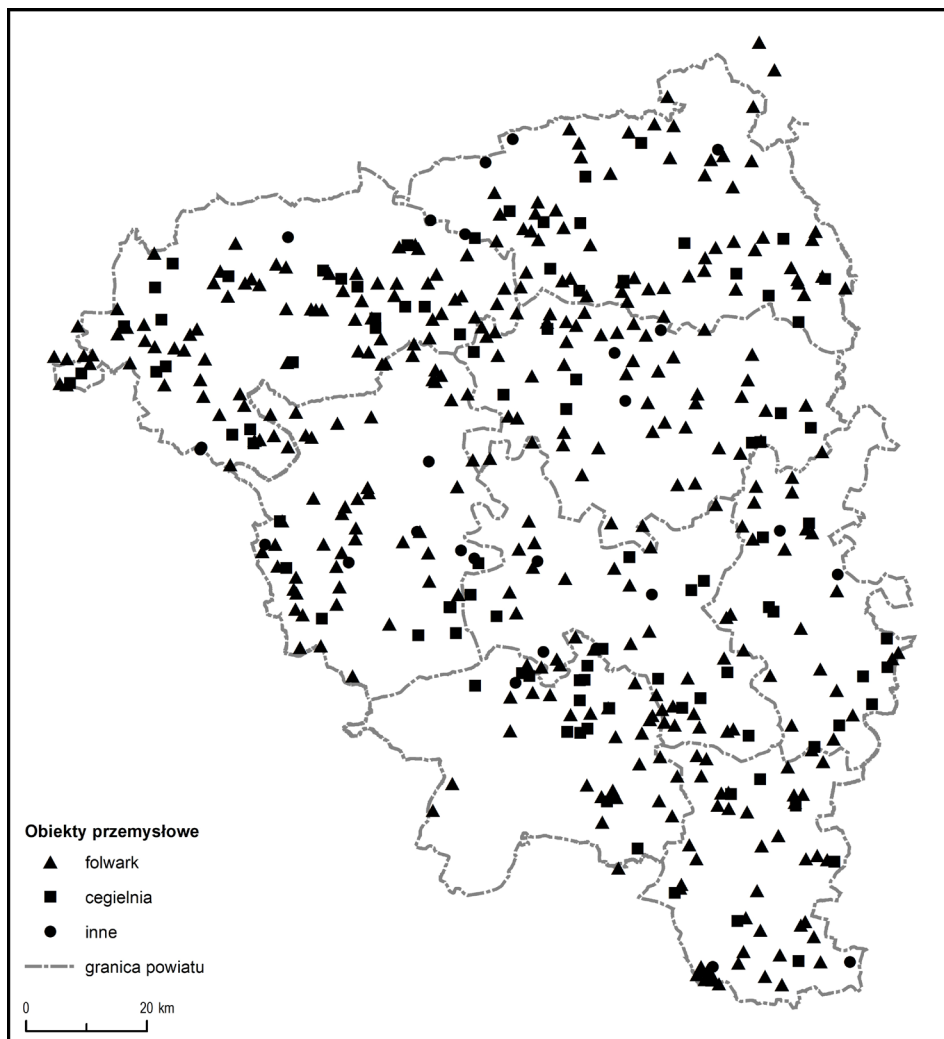 Obiekty przemysłowe
folwark
cegielnia
inne
granica powiatu
0 20 km